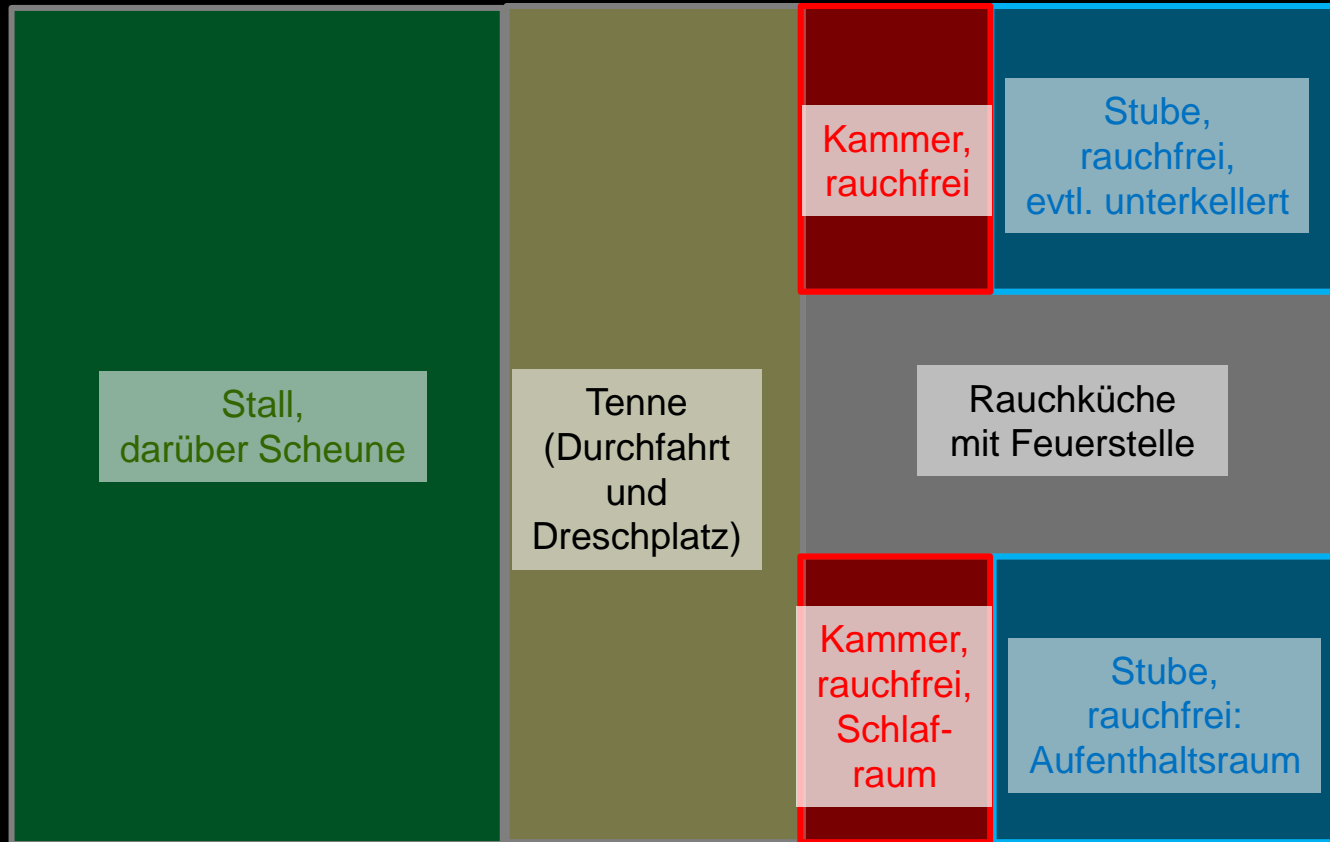 Stall,
darüber Scheune
Tenne
(Durchfahrt
und
Dreschplatz)
Kammer,
rauchfrei
Stube,
rauchfrei,
evtl. unterkellert
Rauchküche
mit Feuerstelle
Kammer,
rauchfrei,
Schlaf-
raum
Stube,
rauchfrei:
Aufenthaltsraum